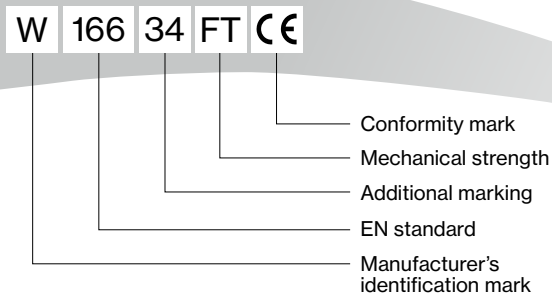 W 166 34 FT CE
Conformity mark
Mechanical strength
Additional marking
EN standard
Manufacturer's
identification mark